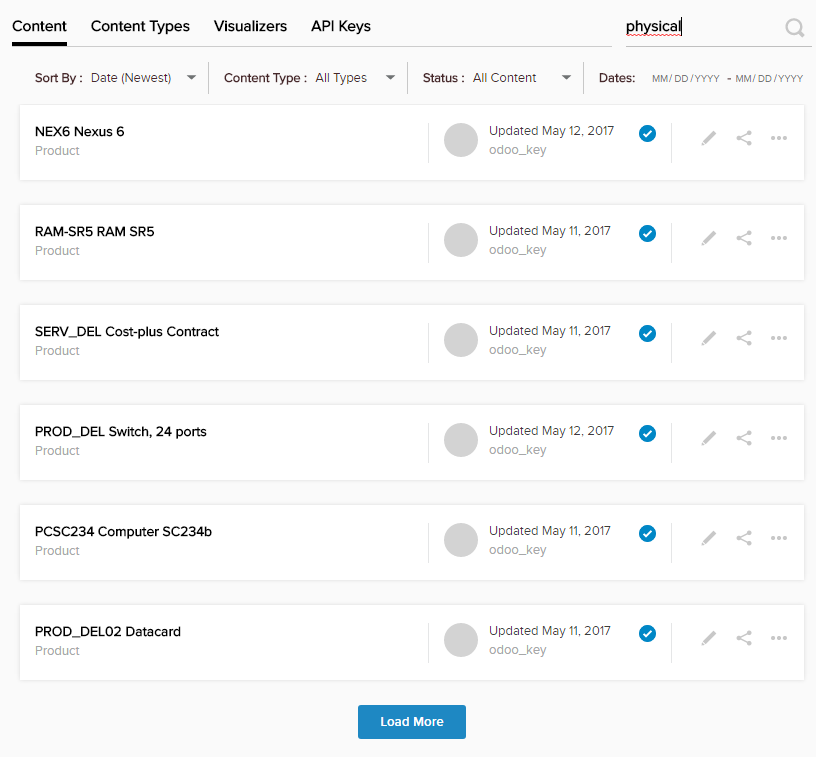 Content Content Types Visualizers API Keys physical
Sort By : Date (Newest) Content Type : All Types Status : All Content Dates: MM/DD/YYYY - MM/DD/YYYY
NEX6 Nexus 6
Product
Updated May 12, 2017
odoo_key
RAM-SR5 RAM SR5
Product
Updated May 11, 2017
odoo_key
SERV_DEL Cost-plus Contract
Product
Updated May 11, 2017
odoo_key
PROD_DEL Switch, 24 ports
Product
Updated May 12, 2017
odoo_key
PCSC234 Computer SC234b
Product
Updated May 11, 2017
odoo_key
PROD_DEL02 Datacard
Product
Updated May 11, 2017
odoo_key
Load More